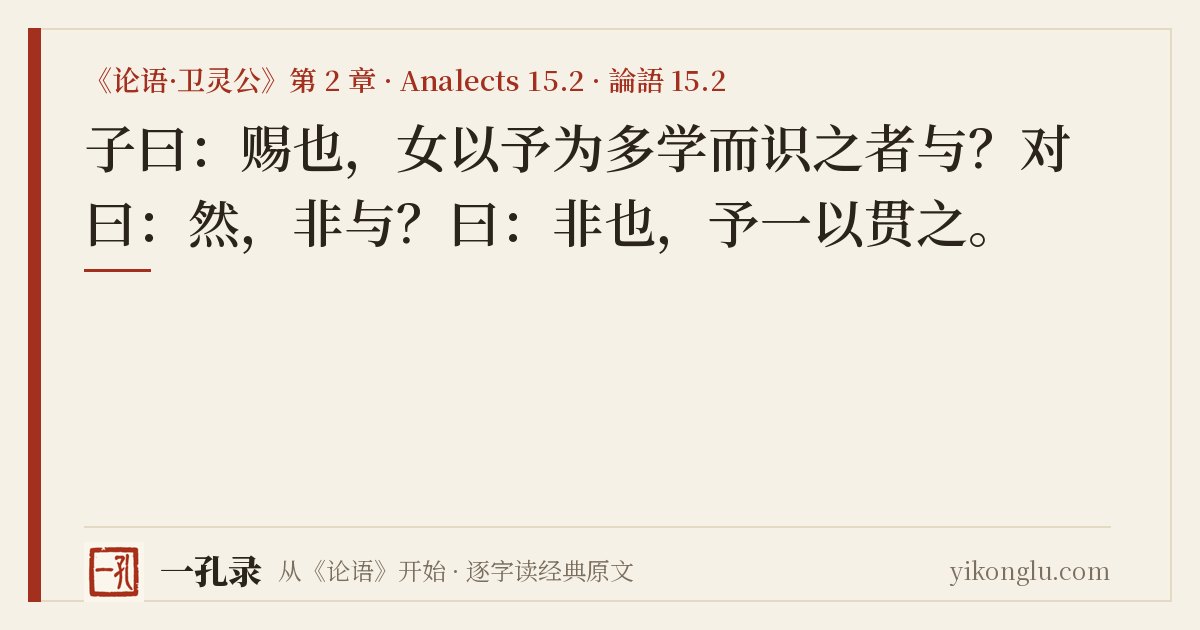 《论语·卫灵公》第 2 章 · Analects 15.2 · 論語 15.2
子曰：赐也，女以予为多学而识之者与？对
曰：然，非与？曰：非也，予一以贯之。
一孔
一孔录 从《论语》开始 · 逐字读经典原文 yikonglu.com